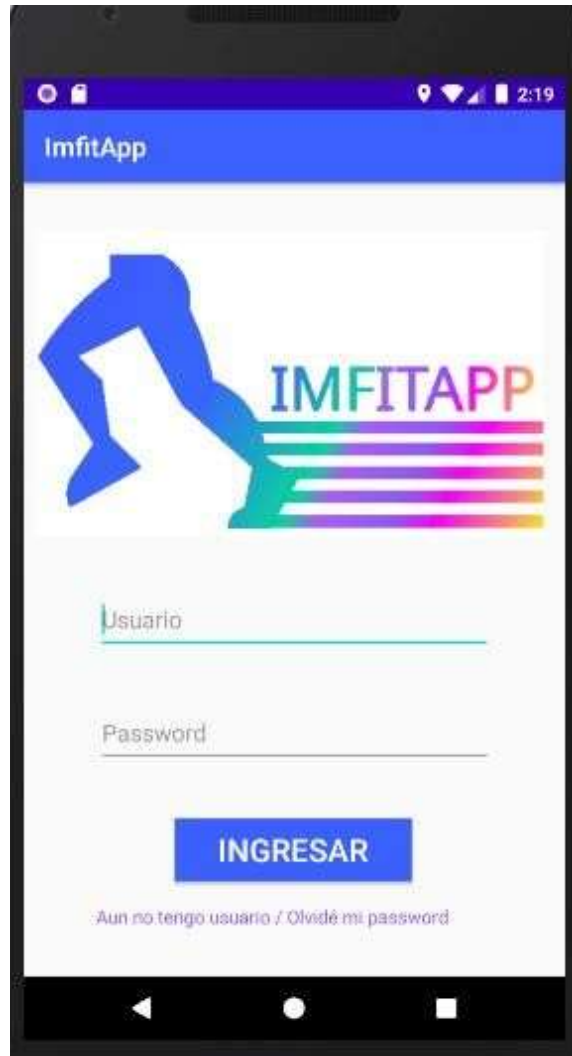 2:19
ImfitApp
IMFITAPP
Usuario
Password
INGRESAR
Aun no tengo usuario / Olvidé mi password